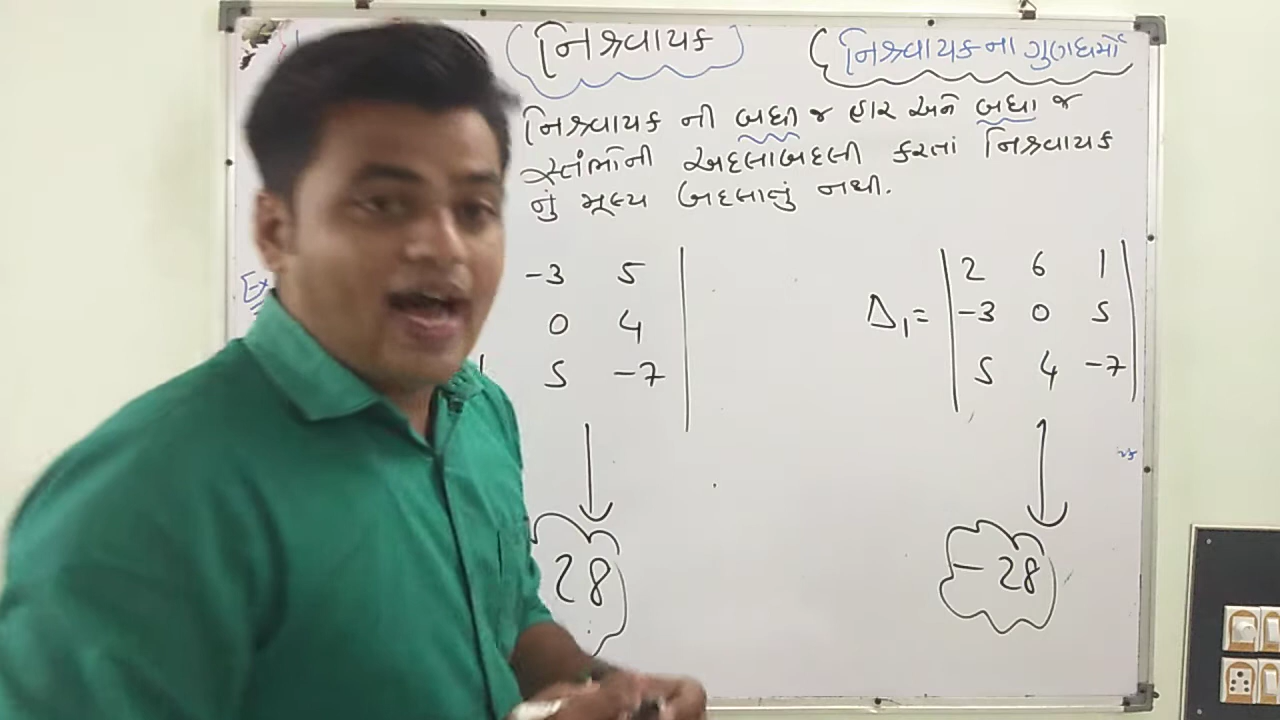 નિશ્ચાયક
નિશ્ચાયકના ગુણધર્મો
નિશ્ચાયક ની બધી જ હાર અને બધા જ
સ્તંભોની અદલાબદલી કરતાં નિશ્ચાયક
નું મૂલ્ય બદલાતું નથી.
Ex
-3 5
0 4
5 -7
Δ₁ =
2 6 1
-3 0 5
5 4 -7
28
-28